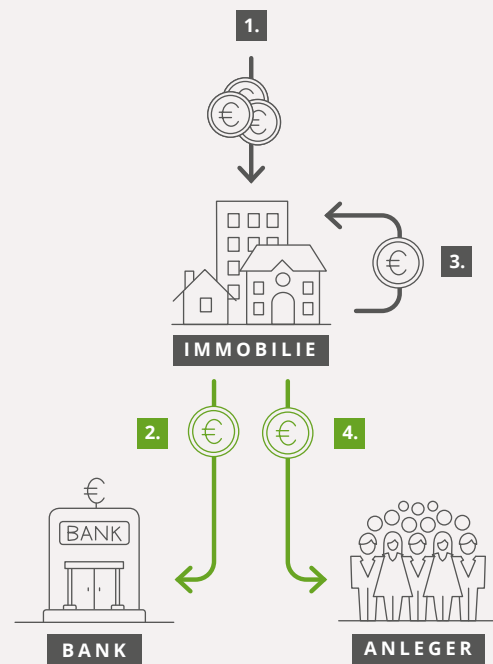 1.
€ € €
€
3.
IMMOBILIE
2.
€
€
4.
€
BANK
BANK
ANLEGER